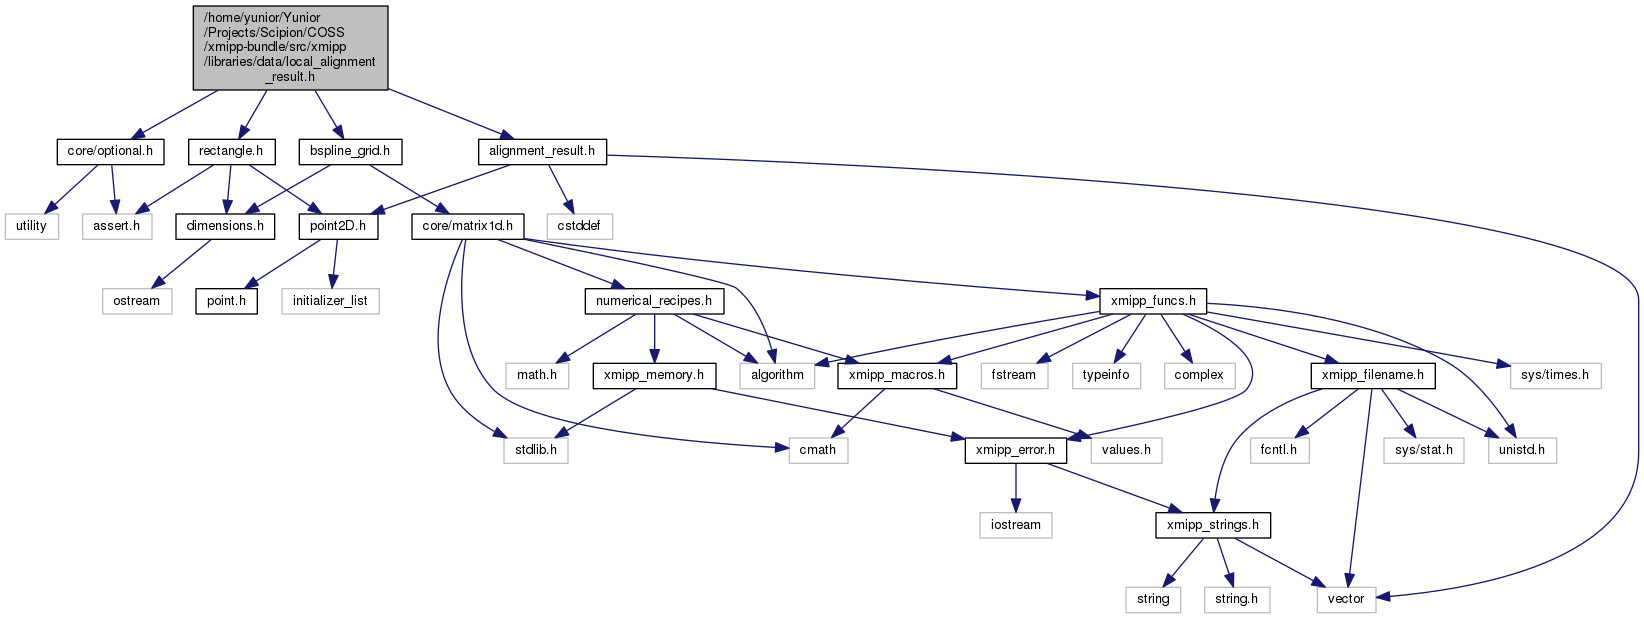 /home/yunior/Yunior
/Projects/Scipion/COSS
/xmipp-bundle/src/xmipp
/libraries/data/local_alignment
_result.h
core/optional.h
rectangle.h
bspline_grid.h
alignment_result.h
utility
assert.h
dimensions.h
point2D.h
core/matrix1d.h
cstddef
ostream
point.h
initializer_list
numerical_recipes.h
xmipp_funcs.h
math.h
xmipp_memory.h
algorithm
xmipp_macros.h
fstream
typeinfo
complex
xmipp_filename.h
sys/times.h
stdlib.h
cmath
xmipp_error.h
values.h
fcntl.h
sys/stat.h
unistd.h
iostream
xmipp_strings.h
string
string.h
vector